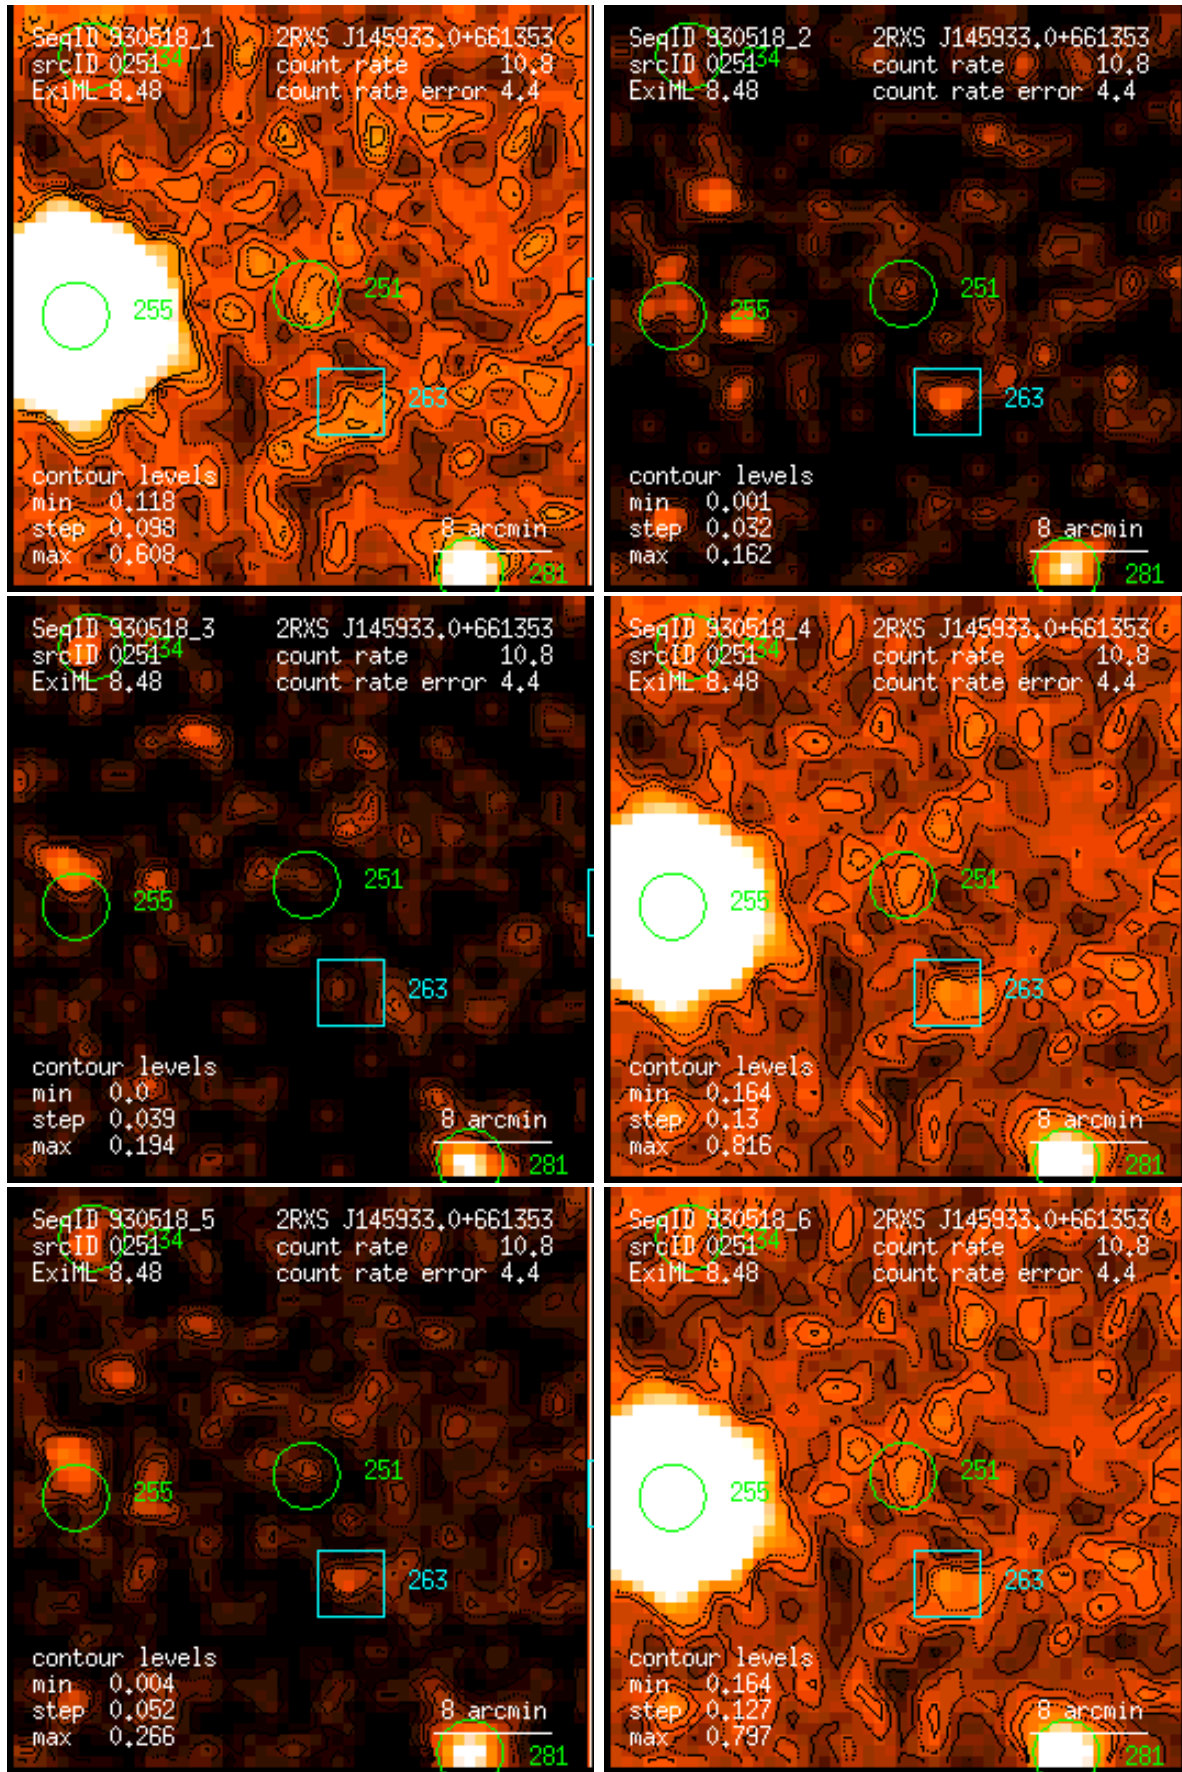 SeqID 930518_1 2RXS J145933.0+661353
srcID 0251 234 count rate 10.8
ExiML 8.48 count rate error 4.4
251
255
263
contour levels
min 0.118
step 0.098 8 arcmin
max 0.608 281
SeqID 930518_2 2RXS J145933.0+661353
srcID 0251 234 count rate 10.8
ExiML 8.48 count rate error 4.4
251
255
263
contour levels
min 0.001
step 0.032 8 arcmin
max 0.162 281
SeqID 930518_3 2RXS J145933.0+661353
srcID 0251 234 count rate 10.8
ExiML 8.48 count rate error 4.4
251
255
263
contour levels
min 0.0
step 0.039 8 arcmin
max 0.194 281
SeqID 930518_4 2RXS J145933.0+661353
srcID 0251 234 count rate 10.8
ExiML 8.48 count rate error 4.4
251
255
263
contour levels
min 0.164
step 0.13 8 arcmin
max 0.816 281
SeqID 930518_5 2RXS J145933.0+661353
srcID 0251 234 count rate 10.8
ExiML 8.48 count rate error 4.4
251
255
263
contour levels
min 0.004
step 0.052 8 arcmin
max 0.266 281
SeqID 930518_6 2RXS J145933.0+661353
srcID 0251 234 count rate 10.8
ExiML 8.48 count rate error 4.4
251
255
263
contour levels
min 0.164
step 0.127 8 arcmin
max 0.797 281